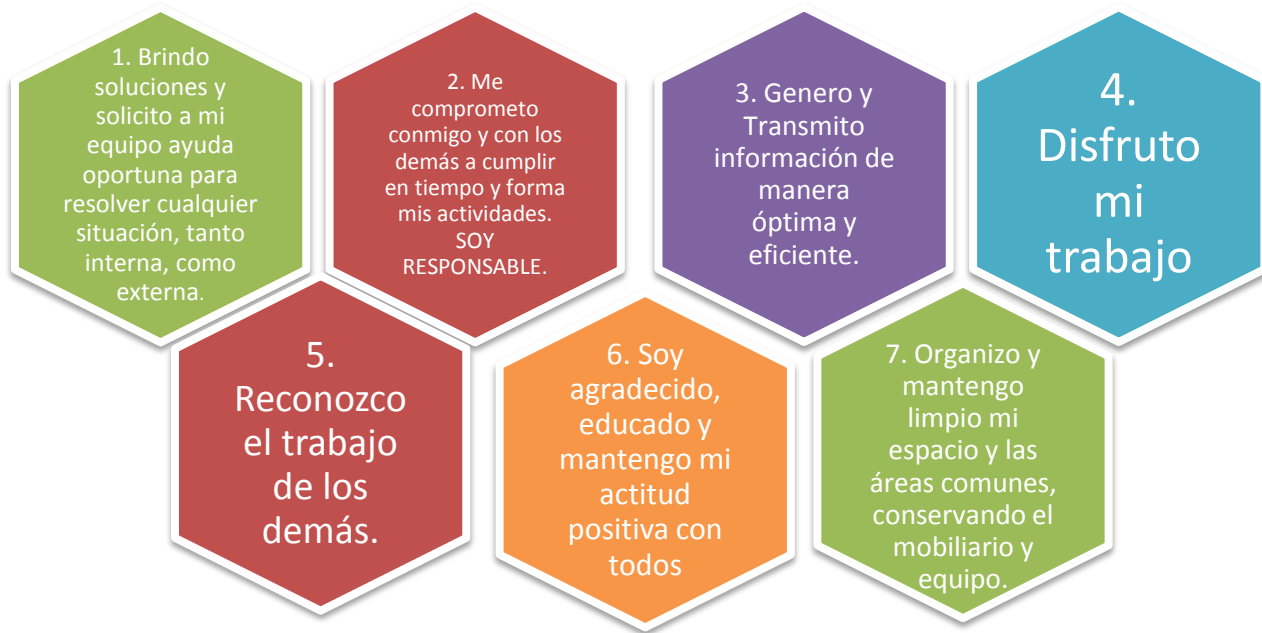 1. Brindo
soluciones y
solicito a mi
equipo ayuda
oportuna para
resolver cualquier
situación, tanto
interna, como
externa.
2. Me
comprometo
conmigo y con los
demás a cumplir
en tiempo y forma
mis actividades.
SOY
RESPONSABLE.
3. Genero y
Transmito
información de
manera
óptima y
eficiente.
4.
Disfruto
mi
trabajo
5.
Reconozco
el trabajo
de los
demás.
6. Soy
agradecido,
educado y
mantengo mi
actitud
positiva con
todos
7. Organizo y
mantengo
limpio mi
espacio y las
áreas comunes,
conservando el
mobiliario y
equipo.